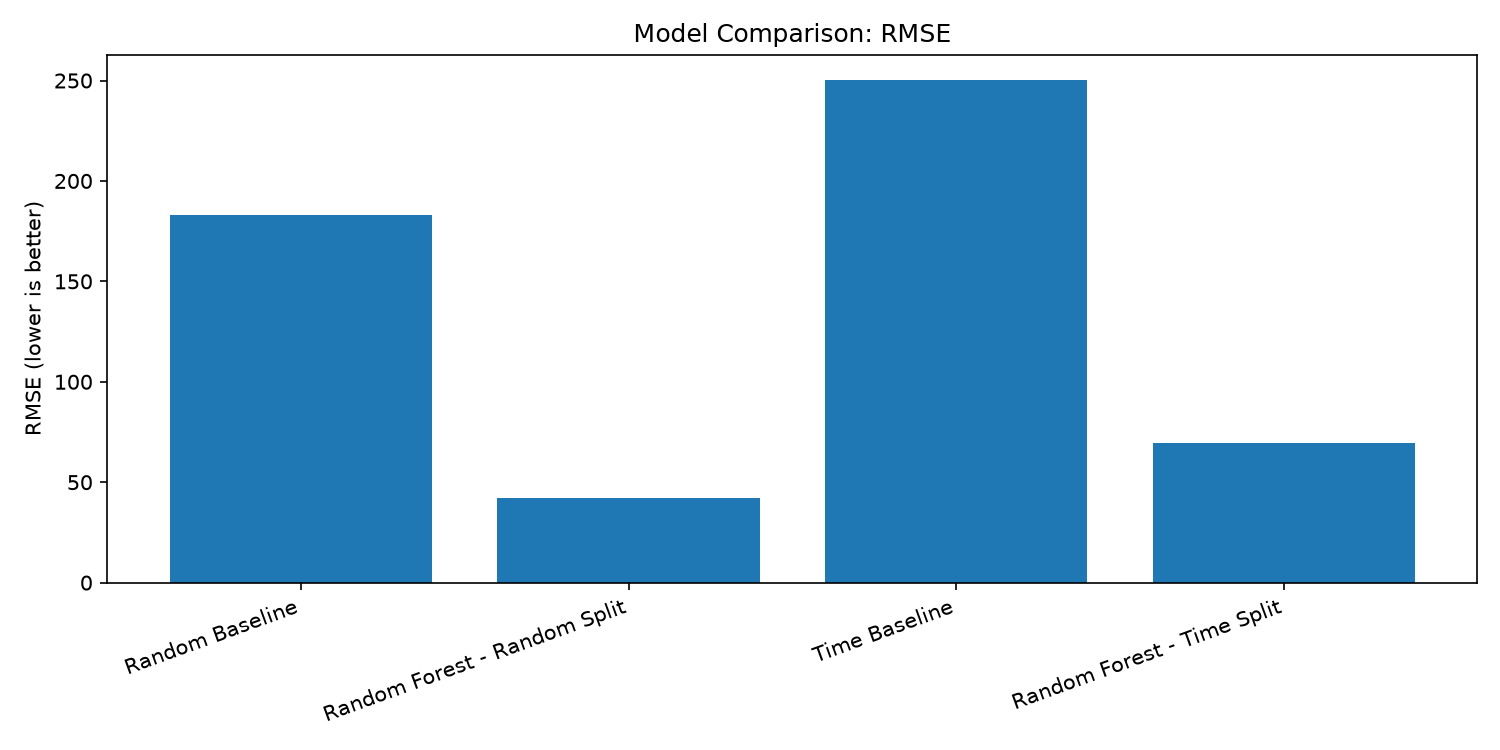 Model Comparison: RMSE
RMSE (lower is better)
250
200
150
100
50
0
Random Baseline
Random Forest - Random Split
Time Baseline
Random Forest - Time Split